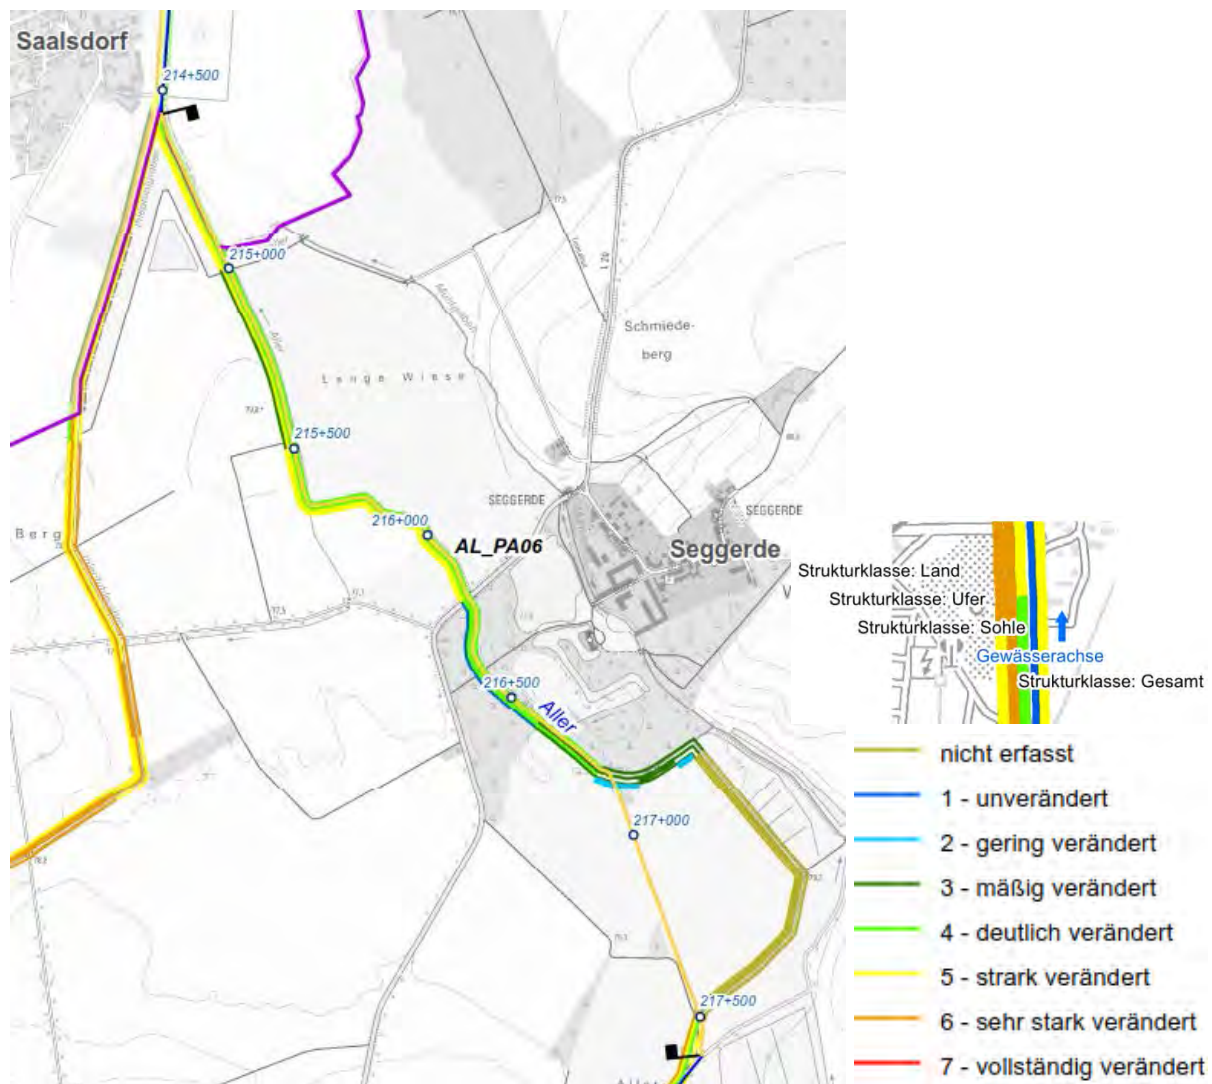 Saalsdorf
214+500
215+000
Aller
Lange Wiese
Schmiede-
berg
L 20
215+500
216+000
AL_PA06
SEGGERDE
SEGGERDE
Seggerde
Berg
216+500
Aller
217+000
217+500
Aller
Strukturklasse: Land
Strukturklasse: Ufer
Strukturklasse: Sohle
Gewässerachse
Strukturklasse: Gesamt
nicht erfasst
1 - unverändert
2 - gering verändert
3 - mäßig verändert
4 - deutlich verändert
5 - strark verändert
6 - sehr stark verändert
7 - vollständig verändert